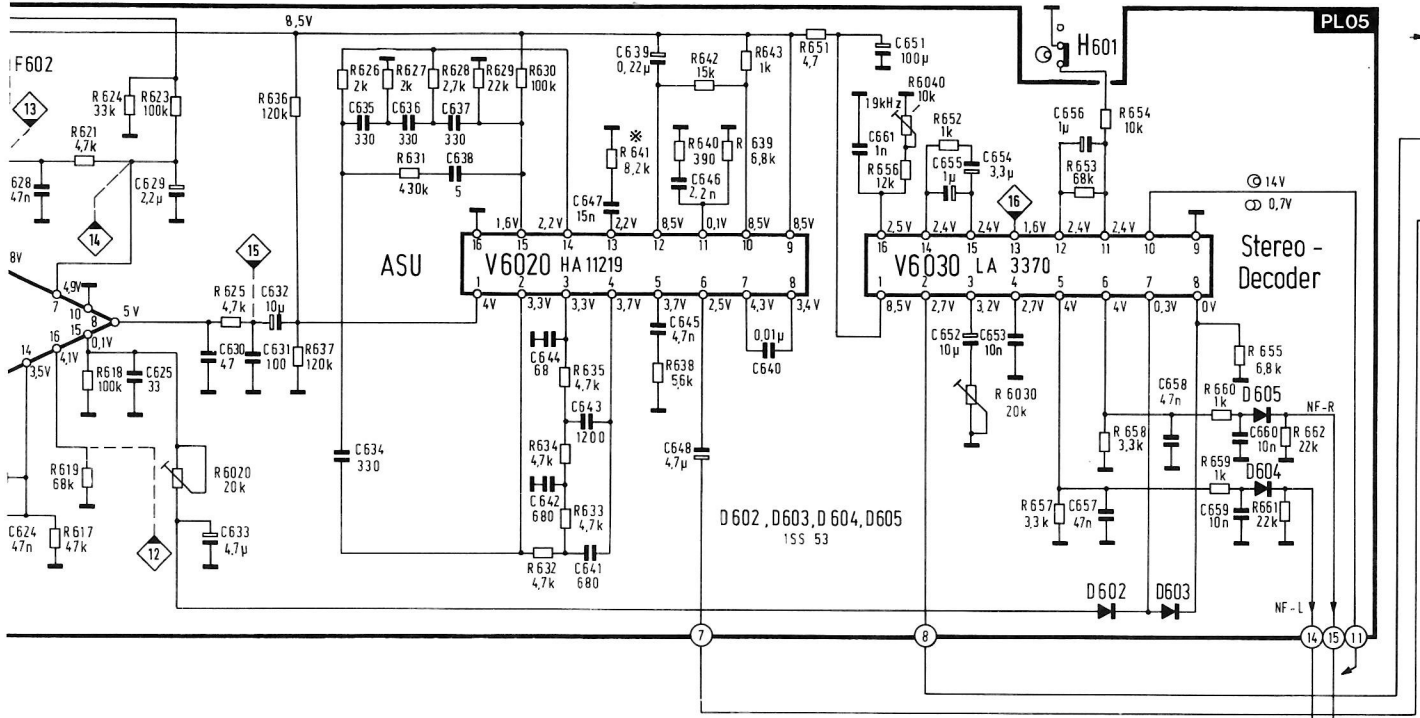 8,5V
PL05
F602
H601
13
R624
33k
R623
100k
R636
120k
R626
2k
R627
2k
R628
2,7k
R629
22k
R630
100k
C635
330
C636
330
C637
330
R631
430k
C638
5
C639
0,22µ
R642
15k
R643
1k
R651
4,7
C651
100µ
R6040
10k
19kHz
C661
1n
R656
12k
R652
1k
C655
1µ
C654
3,3µ
C656
1µ
R654
10k
R653
68k
R621
4,7k
628
47n
C629
2,2µ
14
※
R641
8,2k
R640
390
639
6,8k
C646
2,2n
C647
15n
16
14V
0,7V
1,6V
2,2V
2,2V
8,5V
0,1V
8,5V
8,5V
16
15
14
13
12
11
10
9
2,5V
2,4V
2,4V
1,6V
2,4V
2,4V
16
14
15
13
12
11
10
9
ASU
V6020 HA 11219
V6030 LA 3370
Stereo-
Decoder
1
2
3
4
5
6
7
8
4V
3,3V
3,3V
3,7V
3,7V
2,5V
4,3V
3,4V
1
2
3
4
5
6
7
8
8,5V
2,7V
3,2V
2,7V
4V
4V
0,3V
0V
8V
7
4,9V
10
8
5V
15
0,1V
16
4,1V
14
3,5V
15
R625
4,7k
C632
10µ
C630
47
C631
100
R637
120k
R618
100k
C625
33
C644
68
R635
4,7k
C643
1200
C645
4,7n
R638
5,6k
0,01µ
C640
C652
10µ
C653
10n
R6030
20k
R655
6,8k
C658
47n
R660
1k
D605
NF-R
R658
3,3k
C660
10n
R662
22k
R619
68k
R6020
20k
C634
330
R634
4,7k
C642
680
R633
4,7k
C648
4,7µ
R659
1k
D604
C624
47n
R617
47k
12
C633
4,7µ
R632
4,7k
C641
680
D602, D603, D604, D605
1SS 53
R657
3,3k
C657
47n
C659
10n
R661
22k
D602
D603
NF-L
7
8
14
15
11